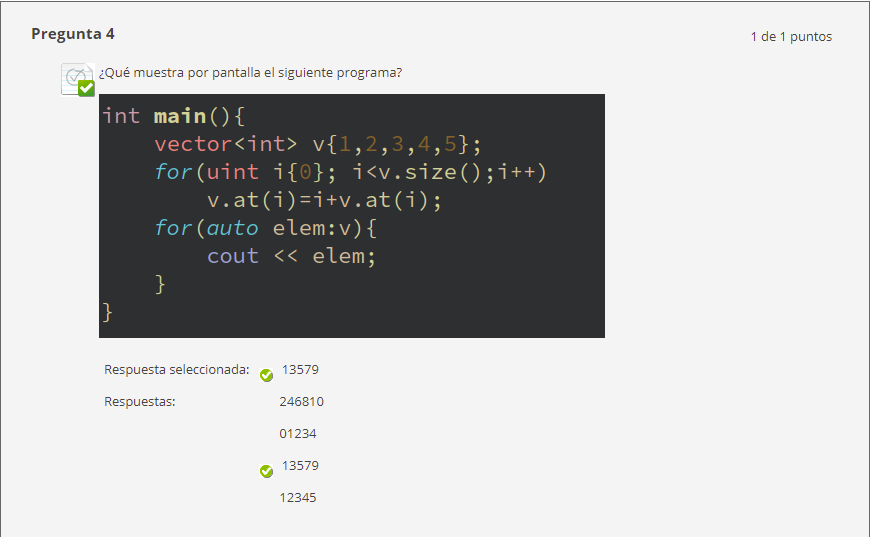 Pregunta 4
1 de 1 puntos
¿Qué muestra por pantalla el siguiente programa?
int main(){
    vector<int> v{1,2,3,4,5};
    for(uint i{0}; i<v.size();i++)
        v.at(i)=i+v.at(i);
    for(auto elem:v){
        cout << elem;
    }
}
Respuesta seleccionada: 13579
Respuestas: 246810
01234
13579
12345